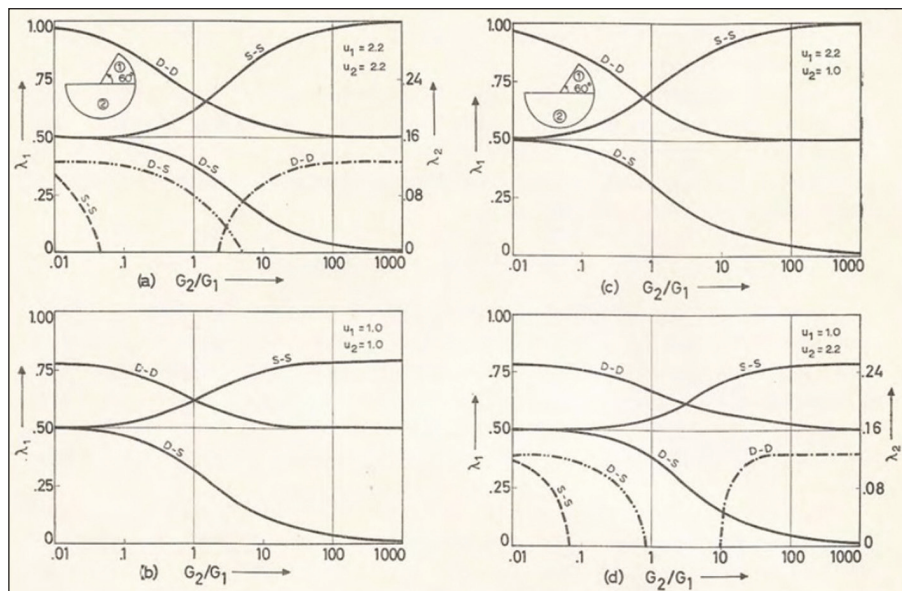 1.00
.75
.50
.25
0
λ₁
.24
.16
.08
0
λ₂
D-D
S-S
D-S
D-S
D-D
S-S
u₁ = 2.2
u₂ = 2.2
①
60°
②
.01 .1 1 10 100 1000
(a) G₂/G₁
1.00
.75
.50
.25
0
λ₁
D-D
S-S
D-S
u₁ = 2.2
u₂ = 1.0
①
60°
②
.01 .1 1 10 100 1000
(c) G₂/G₁
1.00
.75
.50
.25
0
λ₁
D-D
S-S
D-S
u₁ = 1.0
u₂ = 1.0
.01 .1 1 10 100 1000
(b) G₂/G₁
1.00
.75
.50
.25
0
λ₁
.24
.16
.08
0
λ₂
D-D
S-S
D-S
D-D
D-S
S-S
u₁ = 1.0
u₂ = 2.2
.01 .1 1 10 100 1000
(d) G₂/G₁